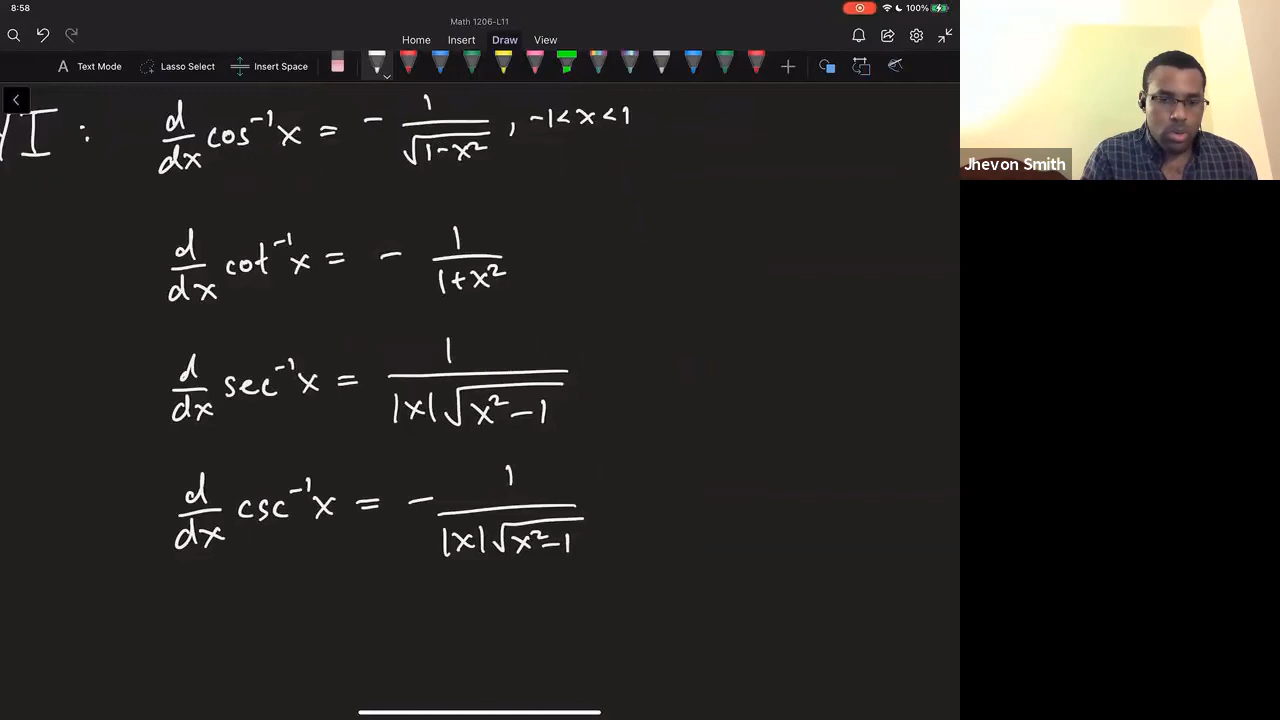 8:58
100%
Math 1206-L11
Home Insert Draw View
A Text Mode Lasso Select Insert Space
YI : d/dx cos⁻¹x = - 1/√(1-x²) , -1<x<1
d/dx cot⁻¹x = - 1/(1+x²)
Jhevon Smith
d/dx sec⁻¹x = 1/(|x|√(x²-1))
d/dx csc⁻¹x = - 1/(|x|√(x²-1))